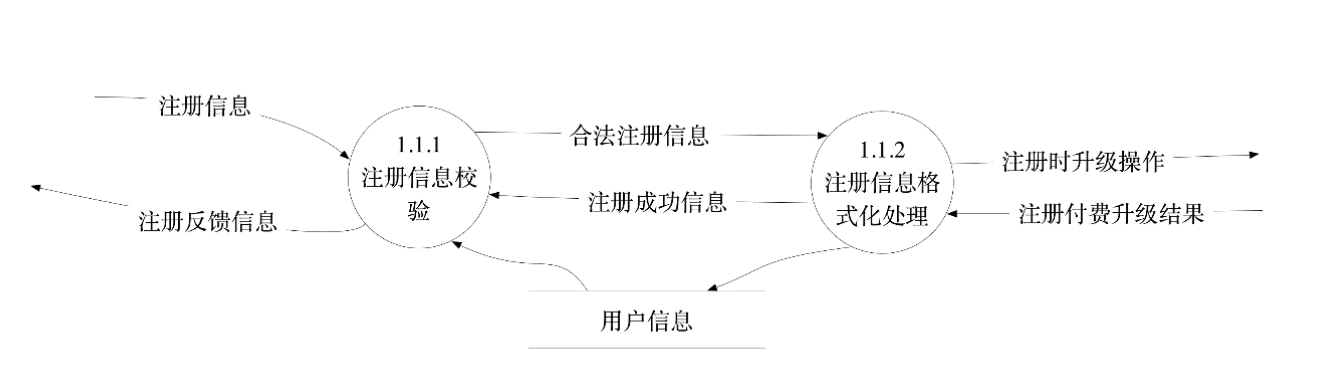 注册信息
1.1.1
注册信息校
验
合法注册信息
1.1.2
注册信息格
式化处理
注册时升级操作
注册反馈信息
注册成功信息
注册付费升级结果
用户信息